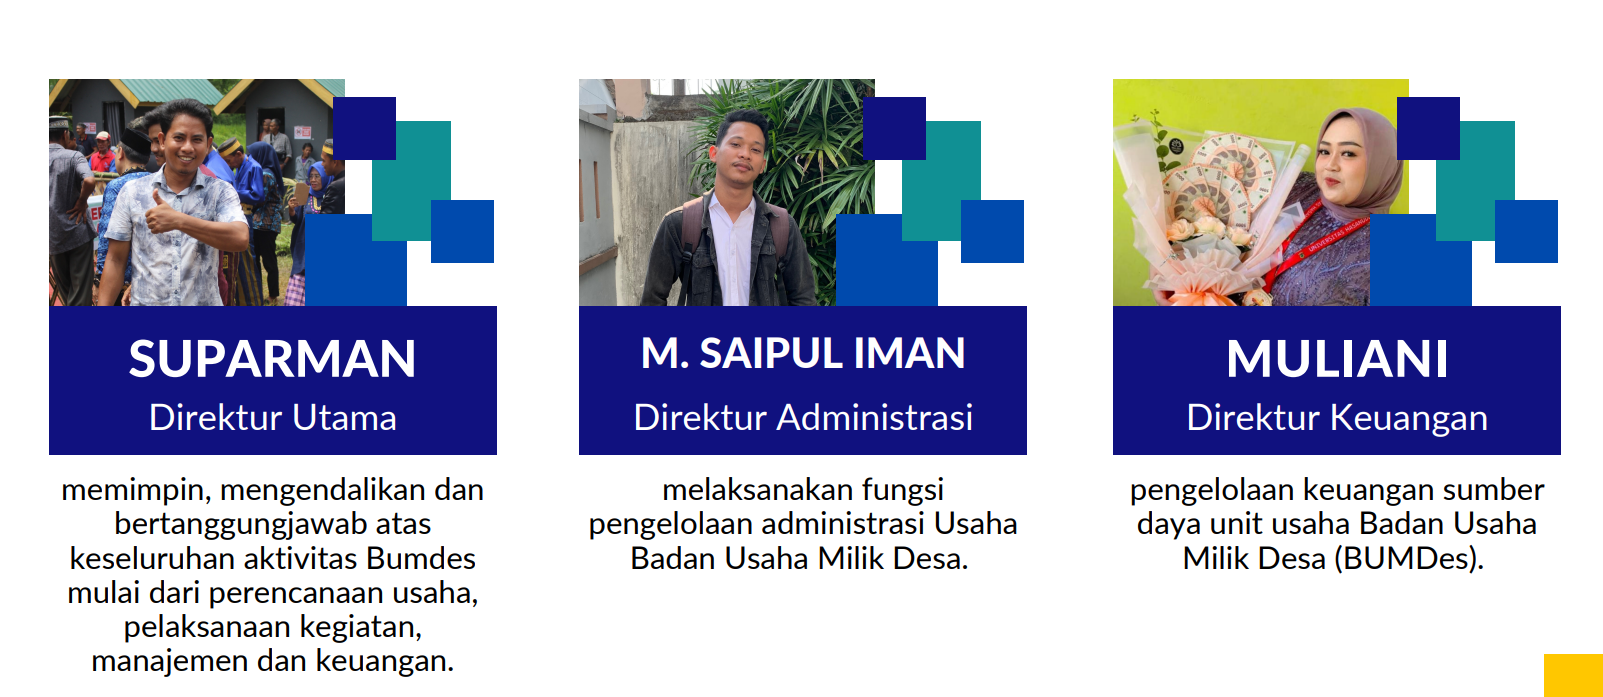 SUPARMAN
Direktur Utama
memimpin, mengendalikan dan
bertanggungjawab atas
keseluruhan aktivitas Bumdes
mulai dari perencanaan usaha,
pelaksanaan kegiatan,
manajemen dan keuangan.
M. SAIPUL IMAN
Direktur Administrasi
melaksanakan fungsi
pengelolaan administrasi Usaha
Badan Usaha Milik Desa.
MULIANI
Direktur Keuangan
pengelolaan keuangan sumber
daya unit usaha Badan Usaha
Milik Desa (BUMDes).